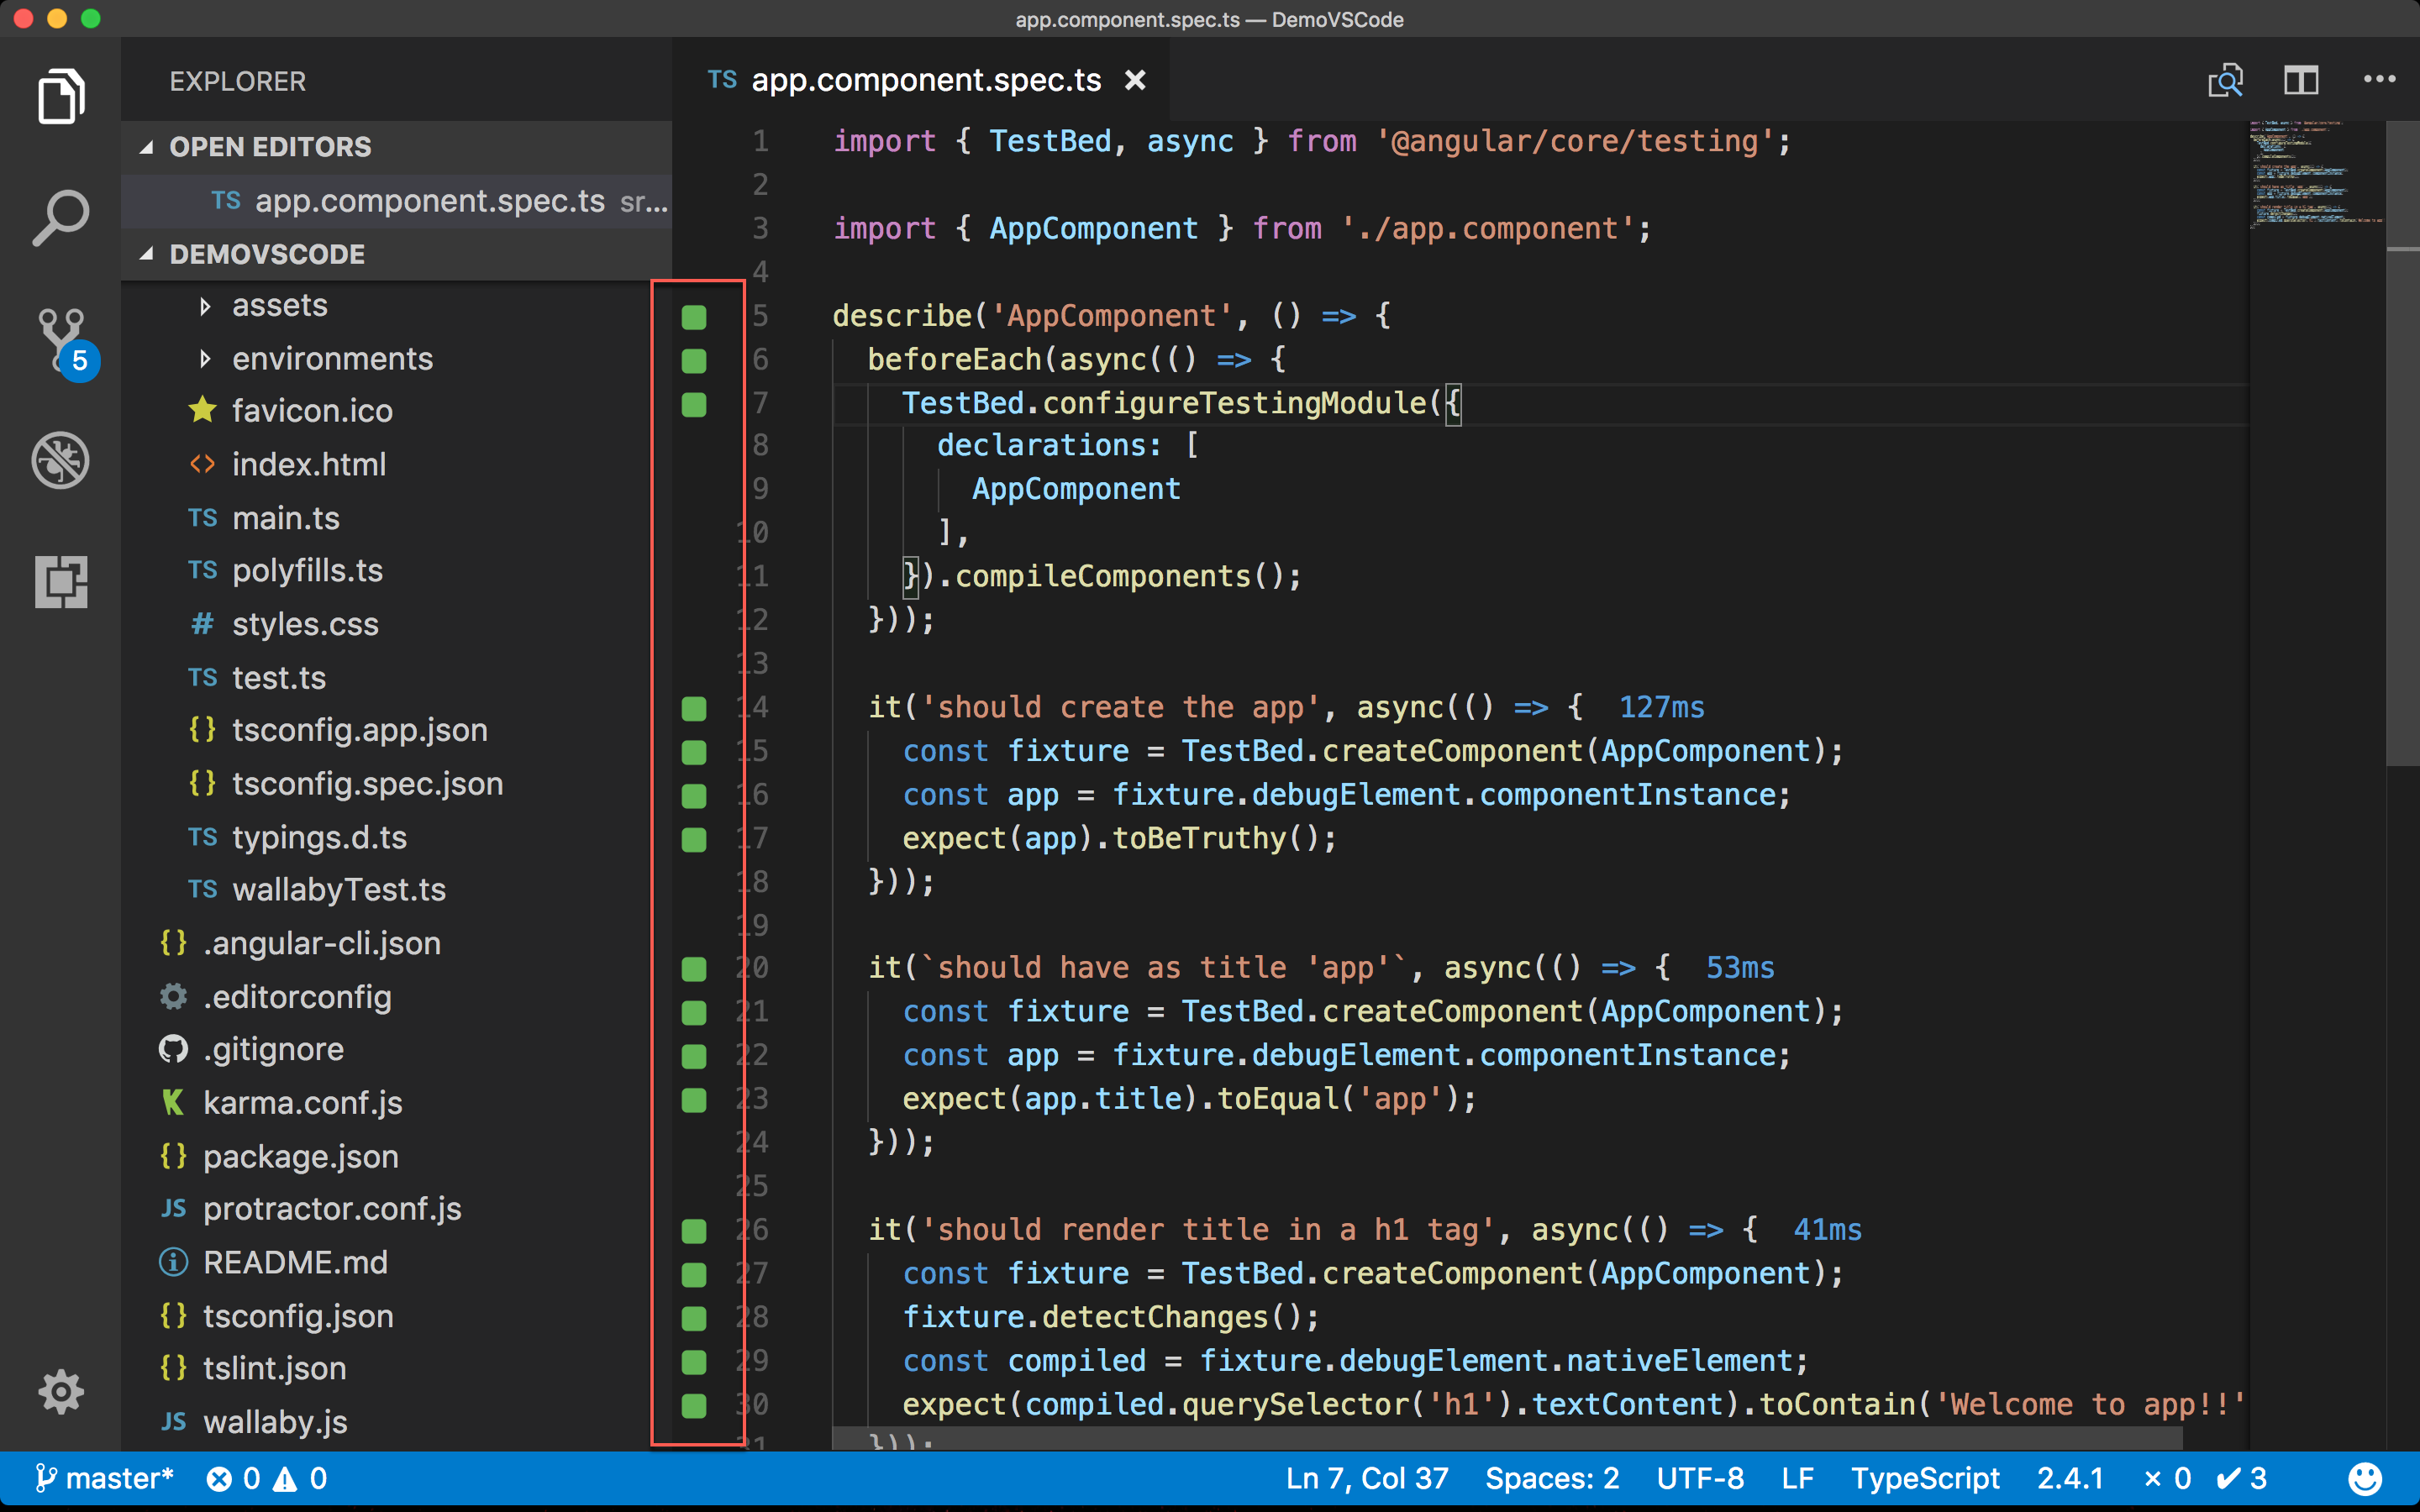 app.component.spec.ts — DemoVSCode
EXPLORER
OPEN EDITORS
TS app.component.spec.ts sr...
DEMOVSCODE
assets
environments
favicon.ico
<> index.html
TS main.ts
TS polyfills.ts
# styles.css
TS test.ts
{} tsconfig.app.json
{} tsconfig.spec.json
TS typings.d.ts
TS wallabyTest.ts
{} .angular-cli.json
.editorconfig
.gitignore
K karma.conf.js
{} package.json
JS protractor.conf.js
README.md
{} tsconfig.json
{} tslint.json
JS wallaby.js
5
TS app.component.spec.ts ×
1 import { TestBed, async } from '@angular/core/testing';
2
3 import { AppComponent } from './app.component';
4
5 describe('AppComponent', () => {
6 beforeEach(async(() => {
7 TestBed.configureTestingModule({
8 declarations: [
9 AppComponent
10 ],
11 }).compileComponents();
12 }));
13
14 it('should create the app', async(() => { 127ms
15 const fixture = TestBed.createComponent(AppComponent);
16 const app = fixture.debugElement.componentInstance;
17 expect(app).toBeTruthy();
18 }));
19
20 it(`should have as title 'app'`, async(() => { 53ms
21 const fixture = TestBed.createComponent(AppComponent);
22 const app = fixture.debugElement.componentInstance;
23 expect(app.title).toEqual('app');
24 }));
25
26 it('should render title in a h1 tag', async(() => { 41ms
27 const fixture = TestBed.createComponent(AppComponent);
28 fixture.detectChanges();
29 const compiled = fixture.debugElement.nativeElement;
30 expect(compiled.querySelector('h1').textContent).toContain('Welcome to app!!'
31 }));
master* 0 0 Ln 7, Col 37 Spaces: 2 UTF-8 LF TypeScript 2.4.1 × 0 ✔ 3